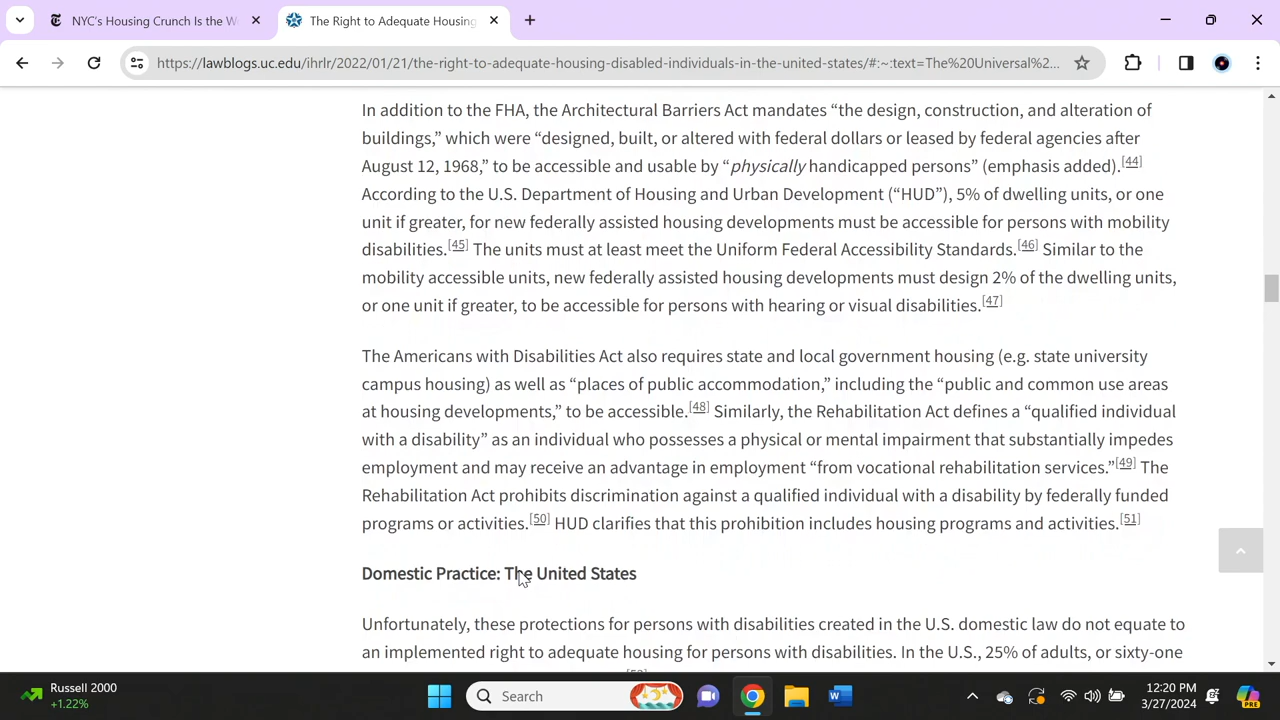 NYC's Housing Crunch Is the W
The Right to Adequate Housing
https://lawblogs.uc.edu/ihrlr/2022/01/21/the-right-to-adequate-housing-disabled-individuals-in-the-united-states/#:~:text=The%20Universal%2...
In addition to the FHA, the Architectural Barriers Act mandates “the design, construction, and alteration of
buildings,” which were “designed, built, or altered with federal dollars or leased by federal agencies after
August 12, 1968,” to be accessible and usable by “physically handicapped persons” (emphasis added).[44]
According to the U.S. Department of Housing and Urban Development (“HUD”), 5% of dwelling units, or one
unit if greater, for new federally assisted housing developments must be accessible for persons with mobility
disabilities.[45] The units must at least meet the Uniform Federal Accessibility Standards.[46] Similar to the
mobility accessible units, new federally assisted housing developments must design 2% of the dwelling units,
or one unit if greater, to be accessible for persons with hearing or visual disabilities.[47]
The Americans with Disabilities Act also requires state and local government housing (e.g. state university
campus housing) as well as “places of public accommodation,” including the “public and common use areas
at housing developments,” to be accessible.[48] Similarly, the Rehabilitation Act defines a “qualified individual
with a disability” as an individual who possesses a physical or mental impairment that substantially impedes
employment and may receive an advantage in employment “from vocational rehabilitation services.”[49] The
Rehabilitation Act prohibits discrimination against a qualified individual with a disability by federally funded
programs or activities.[50] HUD clarifies that this prohibition includes housing programs and activities.[51]
Domestic Practice: The United States
Unfortunately, these protections for persons with disabilities created in the U.S. domestic law do not equate to
an implemented right to adequate housing for persons with disabilities. In the U.S., 25% of adults, or sixty-one
Russell 2000
+1.22%
Search
12:20 PM
3/27/2024
PRE